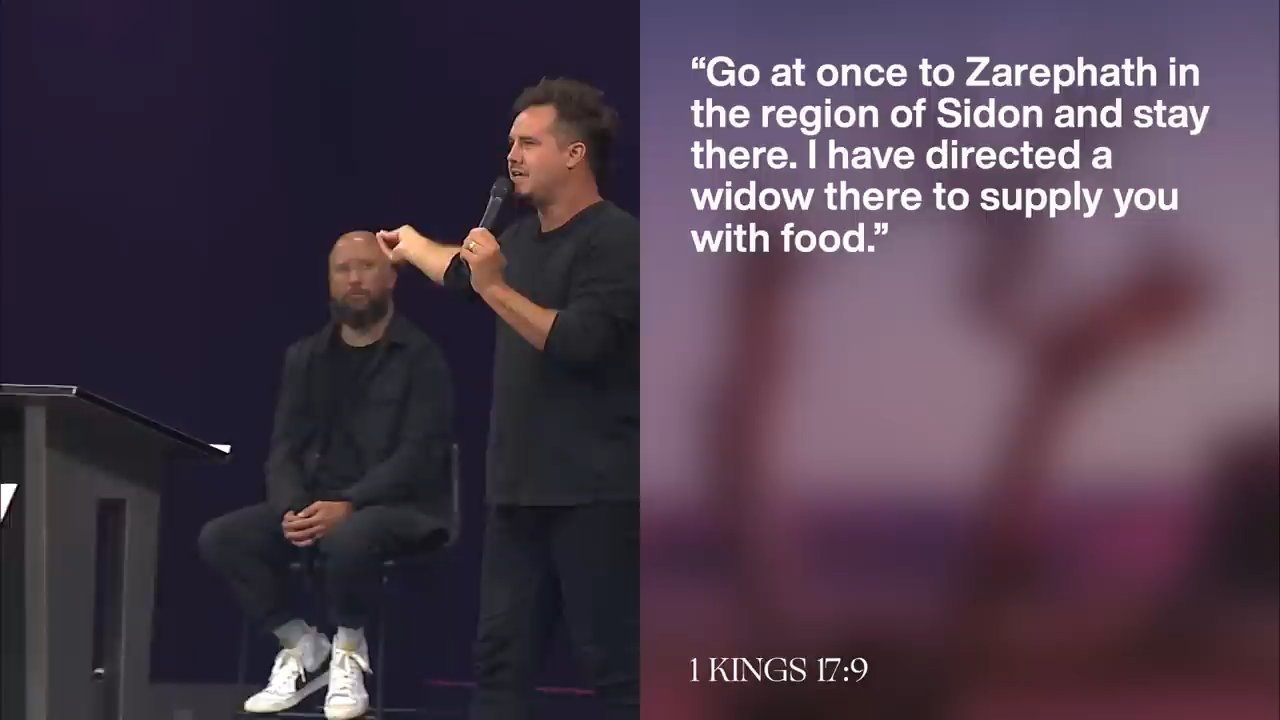 “Go at once to Zarephath in
the region of Sidon and stay
there. I have directed a
widow there to supply you
with food.”
1 KINGS 17:9